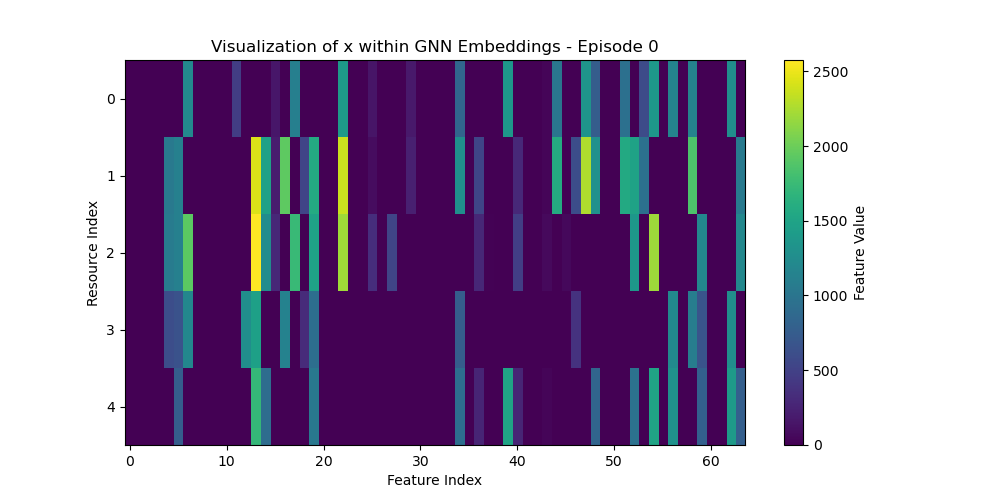 Visualization of x within GNN Embeddings - Episode 0
0
1
2
3
4
Resource Index
0 10 20 30 40 50 60
Feature Index
2500
2000
1500
1000
500
0
Feature Value